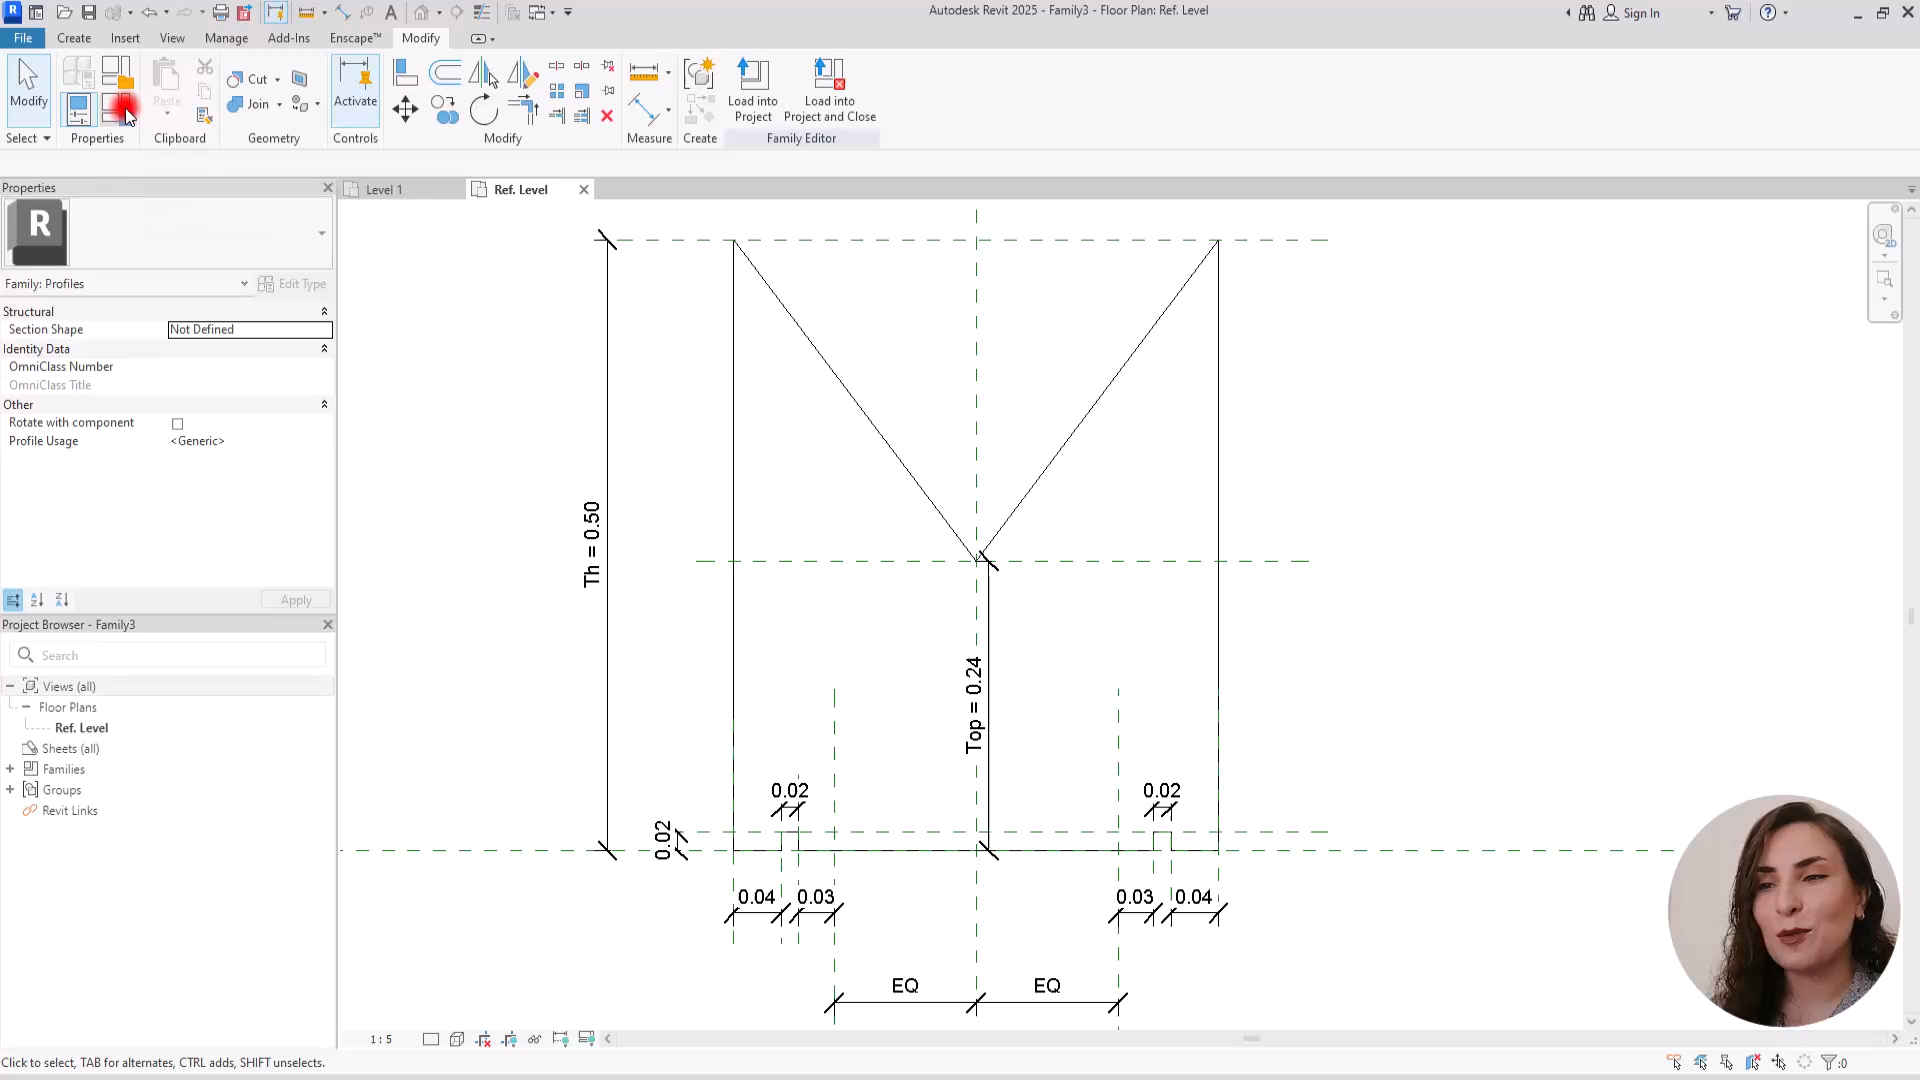 Autodesk Revit 2025 - Family3 - Floor Plan: Ref. Level
Sign In
File
Create
Insert
View
Manage
Add-Ins
Enscape™
Modify
Modify
Paste
Cut
Join
Activate
Load into
Project
Load into
Project and Close
Select
Properties
Clipboard
Geometry
Controls
Modify
Measure
Create
Family Editor
Properties
Level 1
Ref. Level
R
Family: Profiles
Edit Type
Structural
Section Shape
Not Defined
Identity Data
OmniClass Number
OmniClass Title
Other
Rotate with component
Profile Usage
<Generic>
Apply
Project Browser - Family3
Search
Views (all)
Floor Plans
Ref. Level
Sheets (all)
Families
Groups
Revit Links
Th = 0.50
Top = 0.24
0.02
0.02
0.02
0.04
0.03
0.03
0.04
EQ
EQ
1 : 5
Click to select, TAB for alternates, CTRL adds, SHIFT unselects.
:0